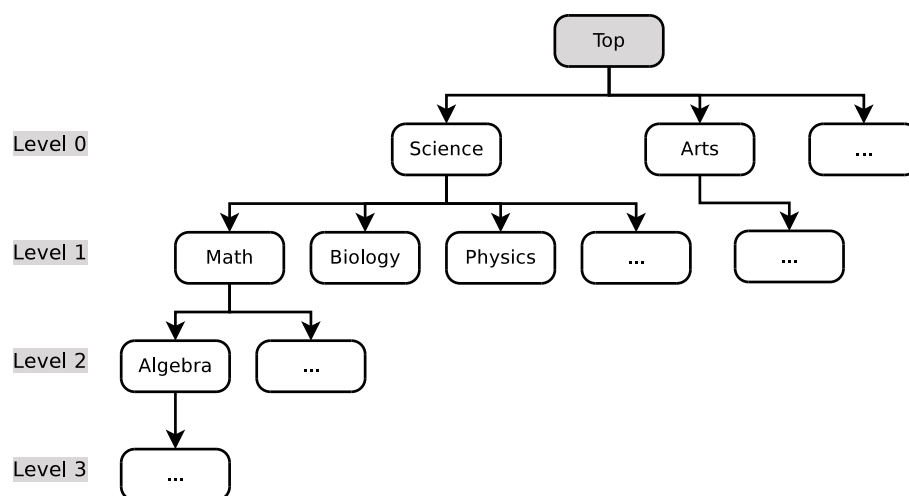 Top
Level 0
Science
Arts
...
Level 1
Math
Biology
Physics
...
...
Level 2
Algebra
...
Level 3
...